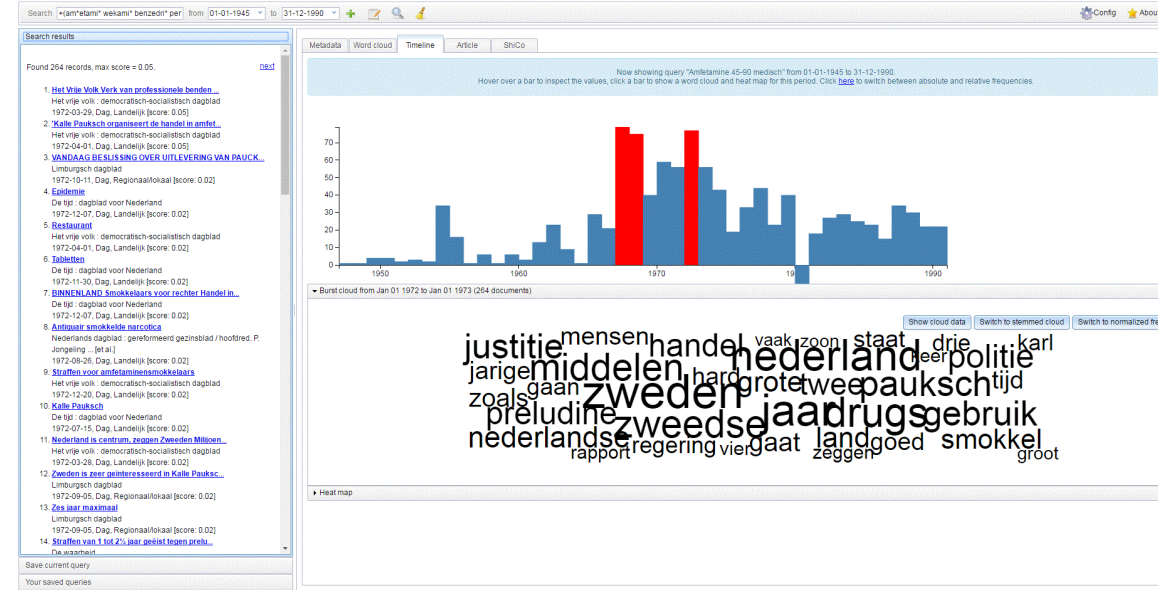 Search +(am*etami* wekami* benzedri* per from 01-01-1945 to 31-12-1990 Config Abou
Search results
Found 264 records, max score = 0.05. next
1. Het Vrije Volk Verk van professionele benden ...
Het vrije volk : democratisch-socialistisch dagblad
1972-03-29, Dag, Landelijk [score: 0.05]
2. 'Kalle Pauksch organiseert de handel in amfet...
Het vrije volk : democratisch-socialistisch dagblad
1972-04-01, Dag, Landelijk [score: 0.05]
3. VANDAAG BESLISSING OVER UITLEVERING VAN PAUCK...
Limburgsch dagblad
1972-10-11, Dag, Regionaal/lokaal [score: 0.02]
4. Epidemie
De tijd : dagblad voor Nederland
1972-12-07, Dag, Landelijk [score: 0.02]
5. Restaurant
Het vrije volk : democratisch-socialistisch dagblad
1972-04-01, Dag, Landelijk [score: 0.02]
6. Tabletten
De tijd : dagblad voor Nederland
1972-11-30, Dag, Landelijk [score: 0.02]
7. BINNENLAND Smokkelaars voor rechter Handel in...
De tijd : dagblad voor Nederland
1972-12-07, Dag, Landelijk [score: 0.02]
8. Antiquair smokkelde narcotica
Nederlands dagblad : gereformeerd gezinsblad / hoofdred. P.
Jongeling ... [et al.]
1972-08-26, Dag, Landelijk [score: 0.02]
9. Straffen voor amfetaminensmokkelaars
Het vrije volk : democratisch-socialistisch dagblad
1972-12-20, Dag, Landelijk [score: 0.02]
10. Kalle Pauksch
De tijd : dagblad voor Nederland
1972-07-15, Dag, Landelijk [score: 0.02]
11. Nederland is centrum, zeggen Zweeden Miljoen...
Het vrije volk : democratisch-socialistisch dagblad
1972-03-28, Dag, Landelijk [score: 0.02]
12. Zweden is zeer geïnteresseerd in Kalle Pauksc...
Limburgsch dagblad
1972-09-05, Dag, Regionaal/lokaal [score: 0.02]
13. Zes jaar maximaal
Limburgsch dagblad
1972-09-05, Dag, Regionaal/lokaal [score: 0.02]
14. Straffen van 1 tot 2½ jaar geëist tegen prelu...
De waarheid
Save current query
Your saved queries
Metadata Word cloud Timeline Article ShiCo
Now showing query "Amfetamine 45-90 medisch" from 01-01-1945 to 31-12-1990.
Hover over a bar to inspect the values, click a bar to show a word cloud and heat map for this period. Click here to switch between absolute and relative frequencies.
70
60
50
40
30
20
10
0
1950 1960 1970 19 1990
Burst cloud from Jan 01 1972 to Jan 01 1973 (264 documents)
Show cloud data Switch to stemmed cloud Switch to normalized fre
justitie mensen handel vaak zoon staat drie karl
nederland keer politie
jarige middelen hard grote twee pauksch tijd
zoals gaan zweden
preludine zweedse jaar drugs gebruik
nederlandse regering vier gaat land goed smokkel
rapport zeggen groot
Heat map